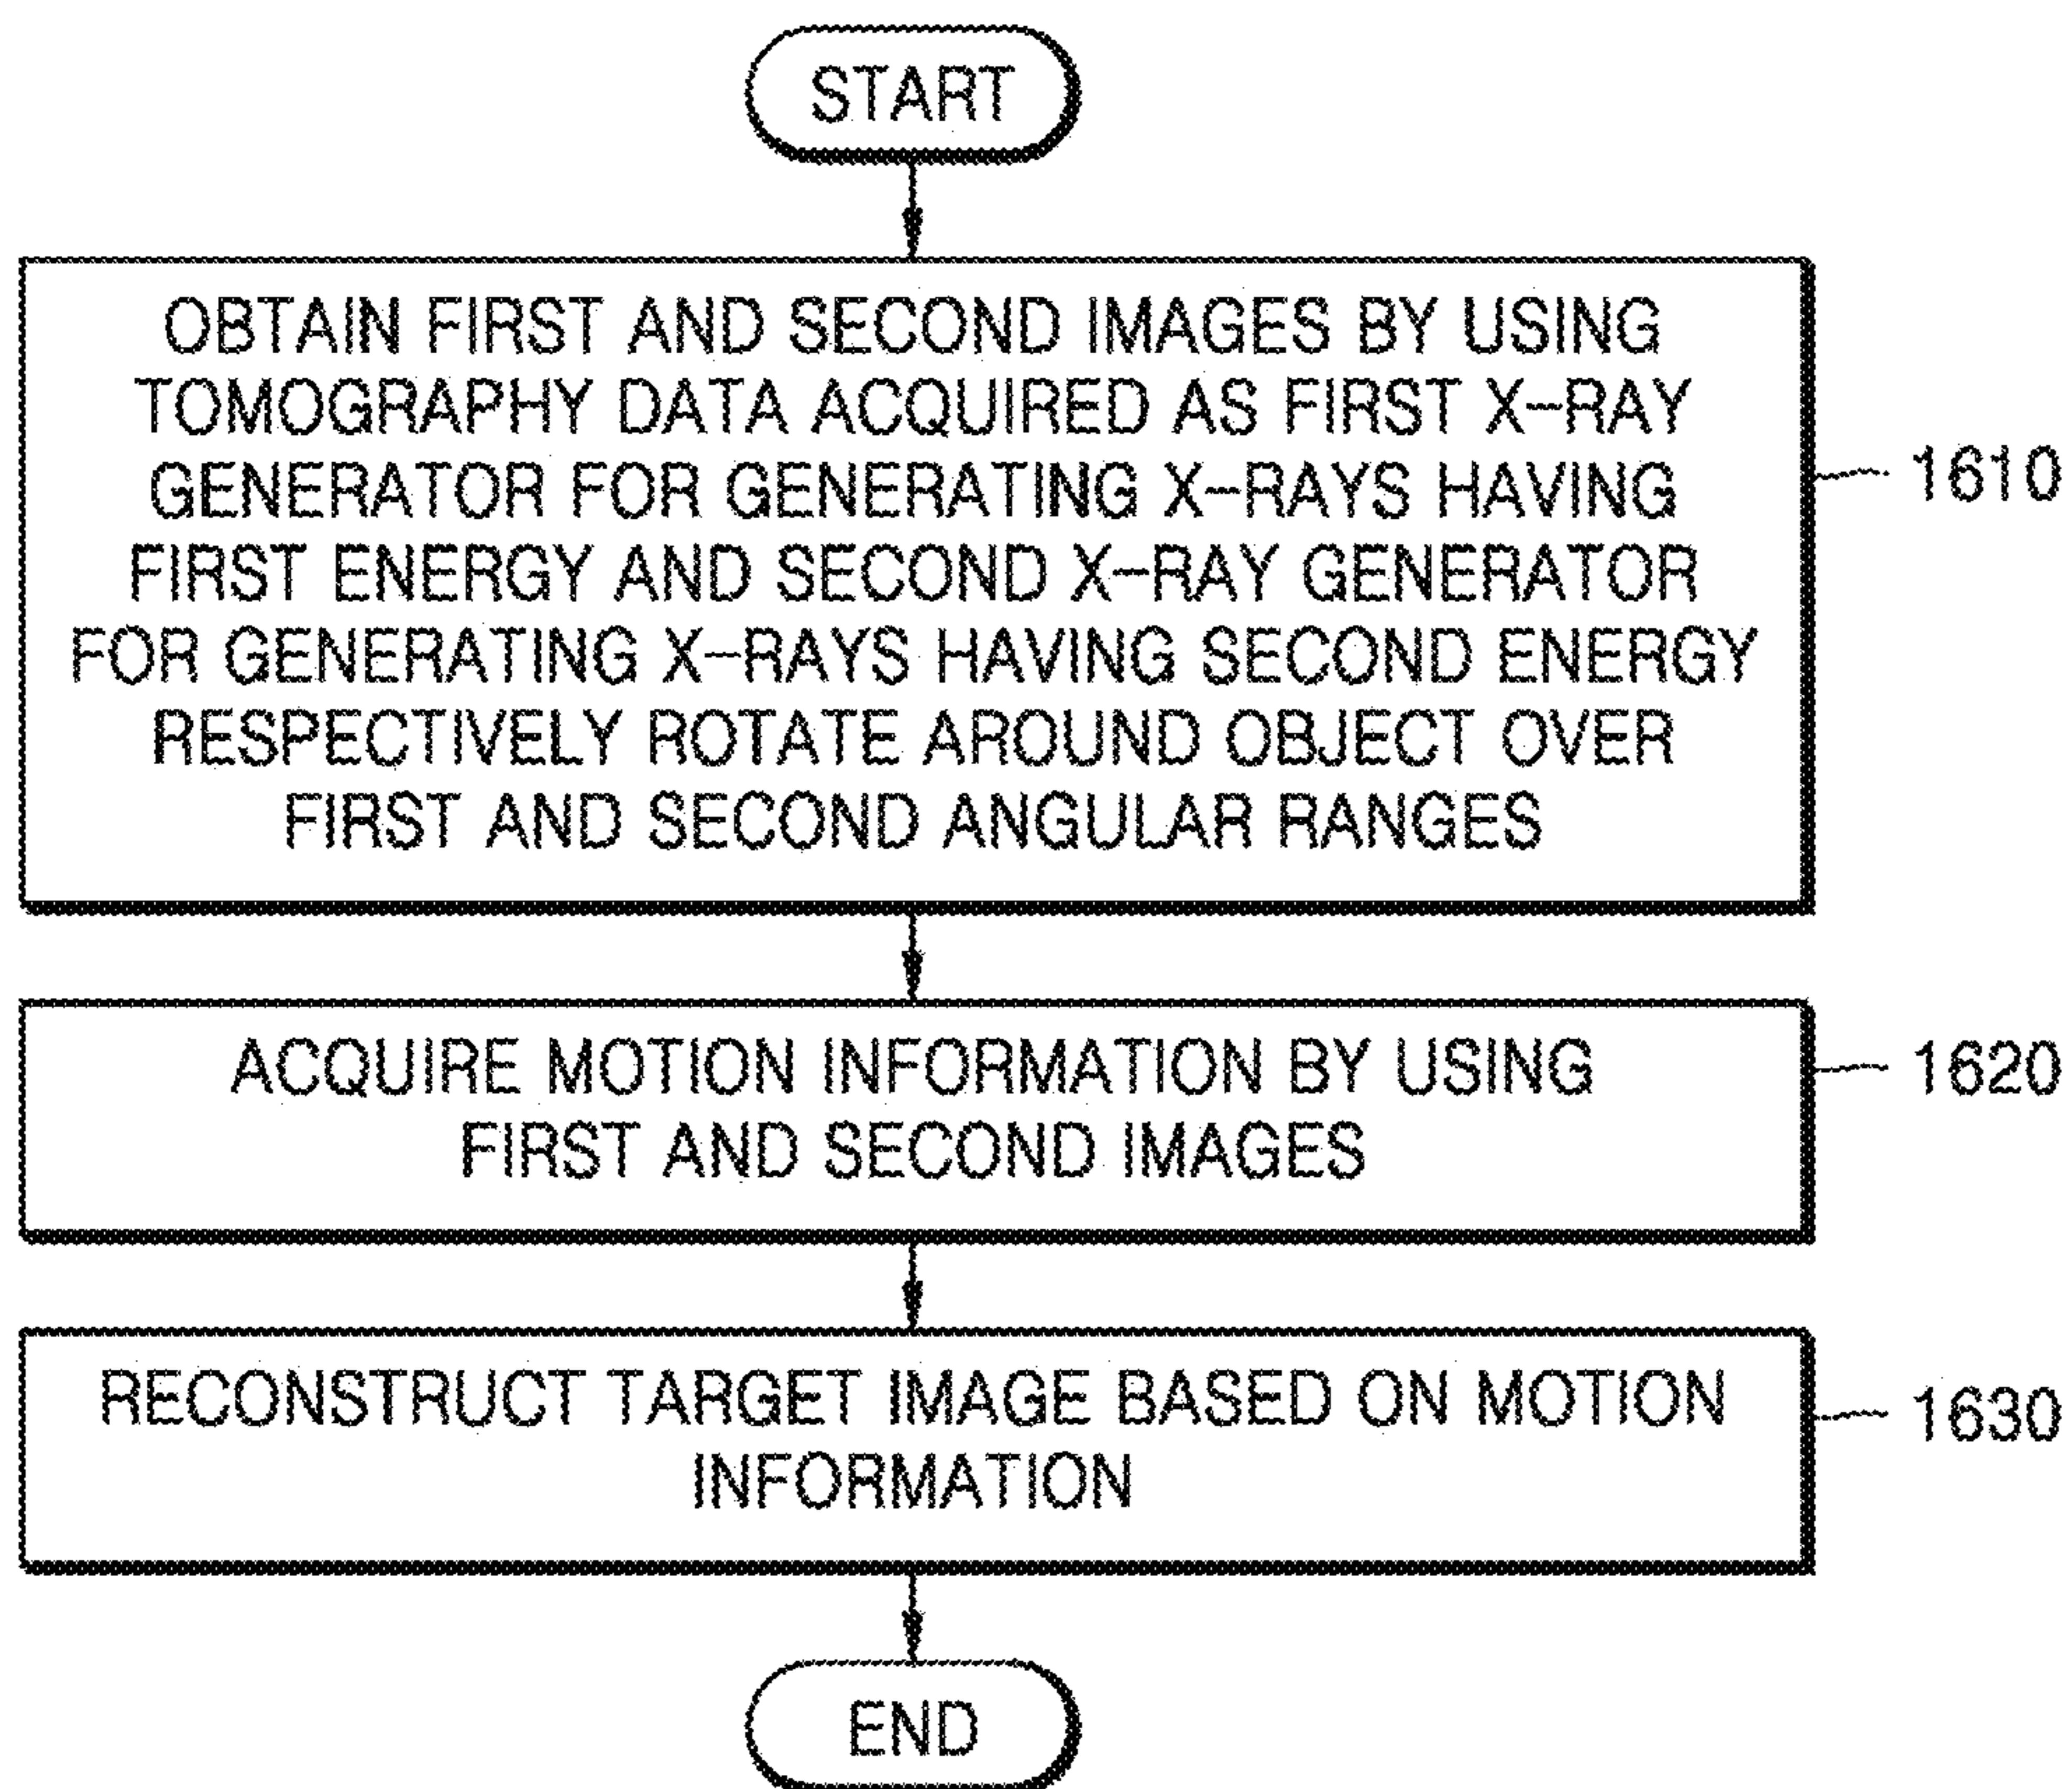 START
OBTAIN FIRST AND SECOND IMAGES BY USING
TOMOGRAPHY DATA ACQUIRED AS FIRST X-RAY
GENERATOR FOR GENERATING X-RAYS HAVING
FIRST ENERGY AND SECOND X-RAY GENERATOR
FOR GENERATING X-RAYS HAVING SECOND ENERGY
RESPECTIVELY ROTATE AROUND OBJECT OVER
FIRST AND SECOND ANGULAR RANGES
1610
ACQUIRE MOTION INFORMATION BY USING
FIRST AND SECOND IMAGES
1620
RECONSTRUCT TARGET IMAGE BASED ON MOTION
INFORMATION
1630
END